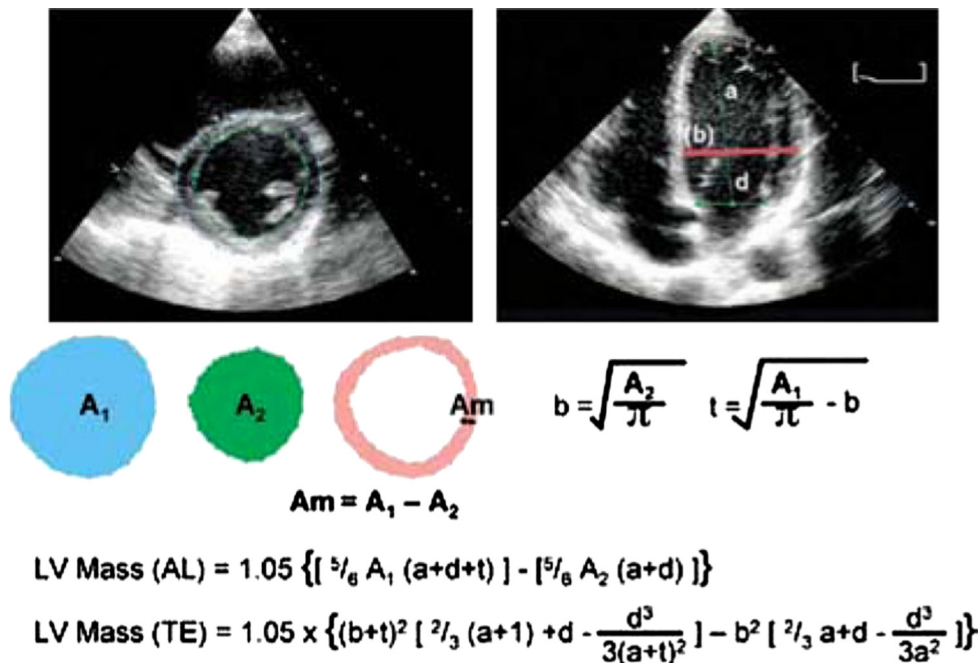 a
(b)
d
A₁ A₂ Am b = √(A₂/π) t = √(A₁/π - b)
Am = A₁ – A₂
LV Mass (AL) = 1.05 {[ ⁵/₆ A₁ (a+d+t) ] - [⁵/₆ A₂ (a+d) ]}
LV Mass (TE) = 1.05 x {(b+t)² [ ²/₃ (a+1) +d - d³/3(a+t)² ] – b² [ ²/₃ a+d - d³/3a² ]}